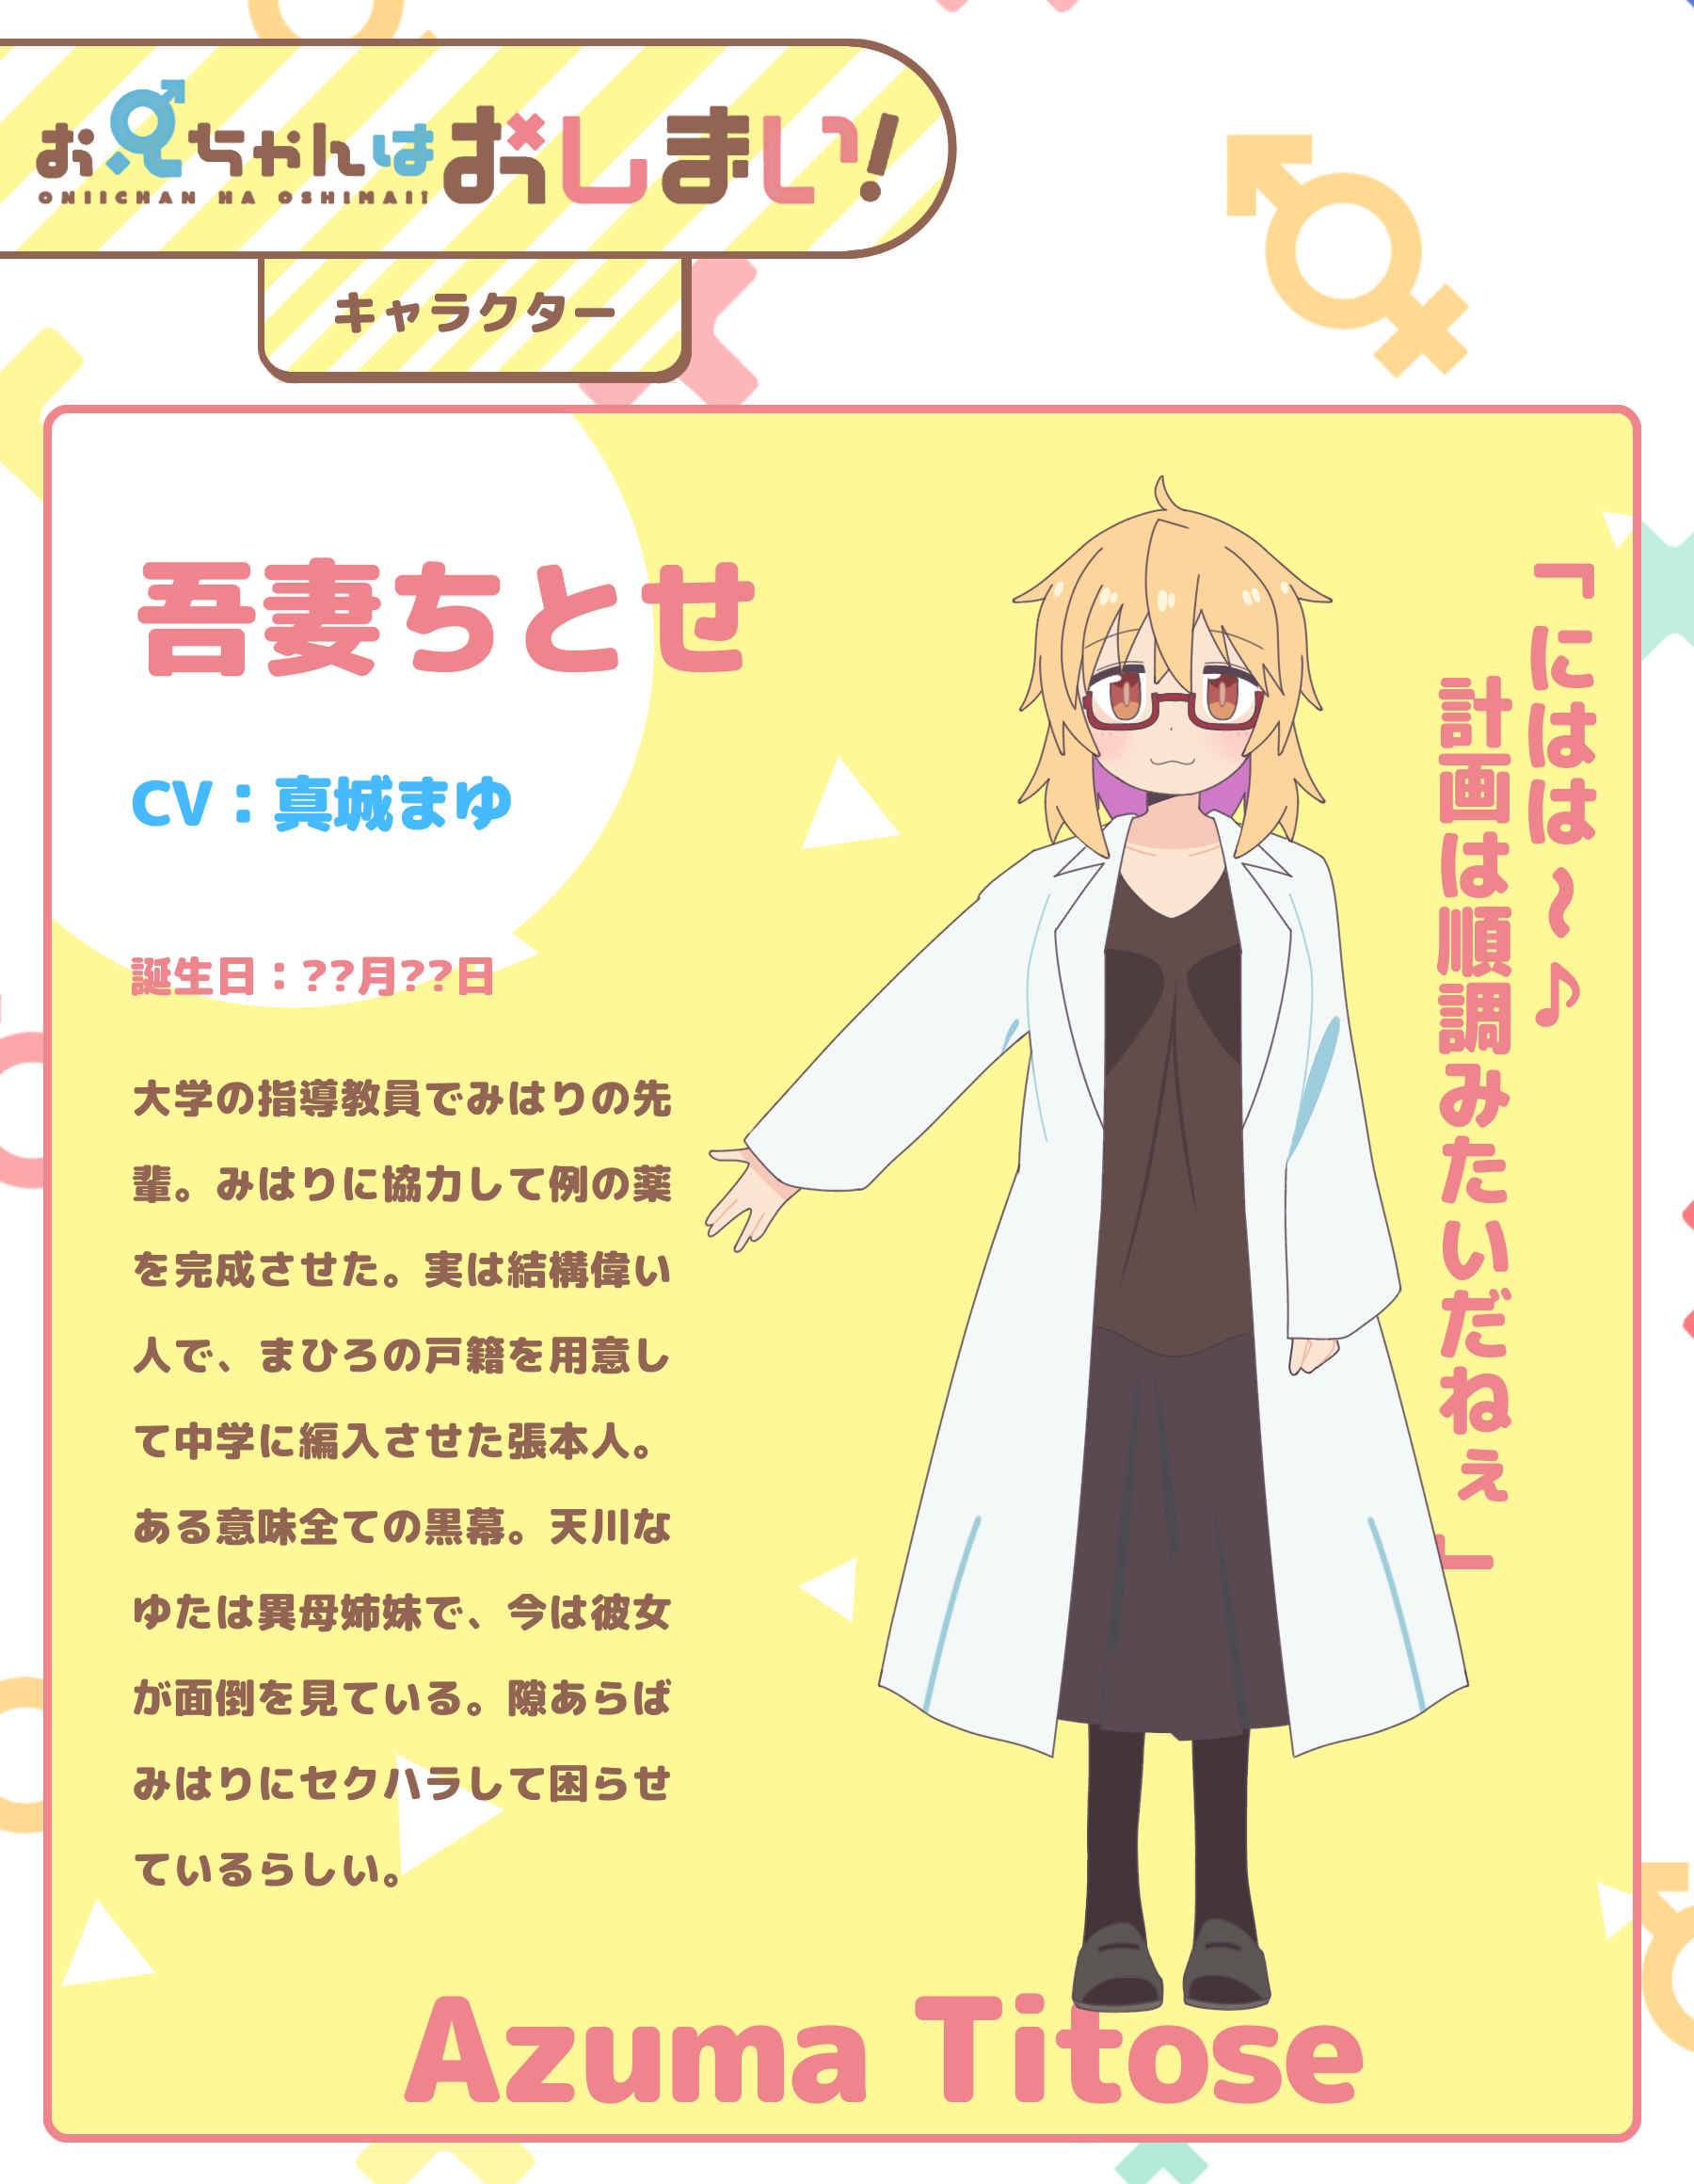 お兄ちゃんはおしまい!
ONIICHAN HA OSHIMAI!
キャラクター
吾妻ちとせ
CV：真城まゆ
誕生日：??月??日
大学の指導教員でみはりの先
輩。みはりに協力して例の薬
を完成させた。実は結構偉い
人で、まひろの戸籍を用意し
て中学に編入させた張本人。
ある意味全ての黒幕。天川な
ゆたは異母姉妹で、今は彼女
が面倒を見ている。隙あらば
みはりにセクハラして困らせ
ているらしい。
「にはは～♪
計画は順調みたいだねぇ」
Azuma Titose